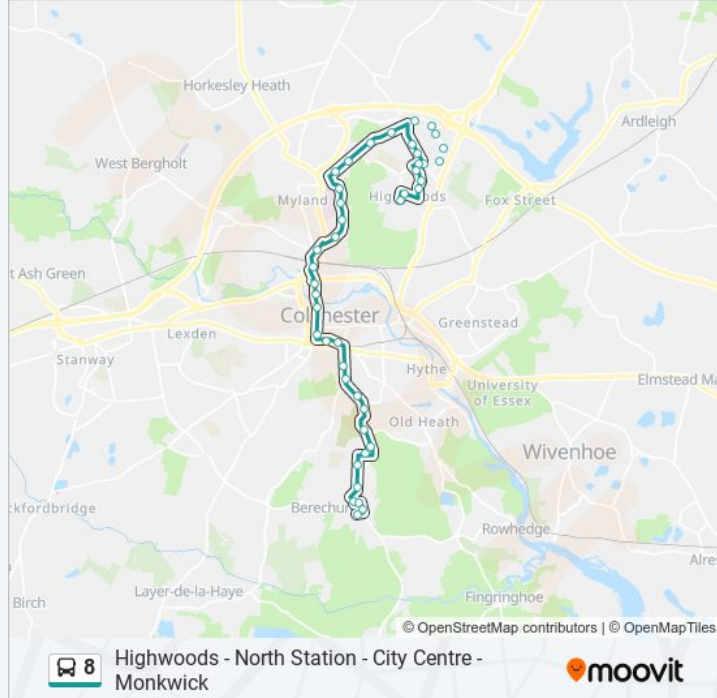 Horkesley Heath
Ardleigh
West Bergholt
Myland
Highwoods
Fox Street
t Ash Green
Colchester
Greenstead
Lexden
Stanway
Hythe
University
of Essex
Elmstead Ma
Old Heath
Wivenhoe
ckfordbridge
Berechur
Rowhedge
Alres
Layer-de-la-Haye
Birch
Fingringhoe
© OpenStreetMap contributors | © OpenMapTiles
8
Highwoods - North Station - City Centre -
Monkwick
moovit